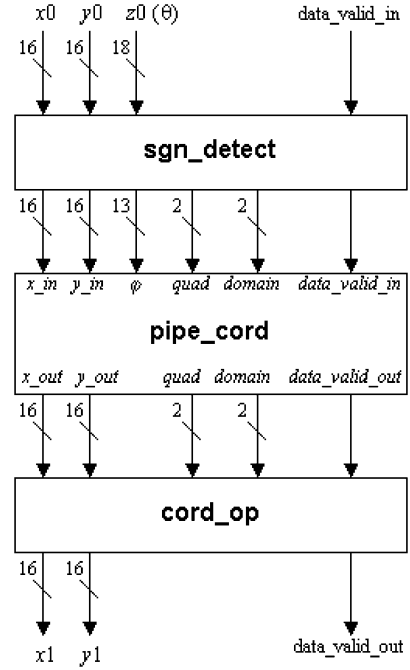 x0 y0 z0 (θ) data_valid_in
16 16 18
sgn_detect
16 16 13 2 2
x_in y_in φ quad domain data_valid_in
pipe_cord
x_out y_out quad domain data_valid_out
16 16 2 2
cord_op
16 16
x1 y1 data_valid_out